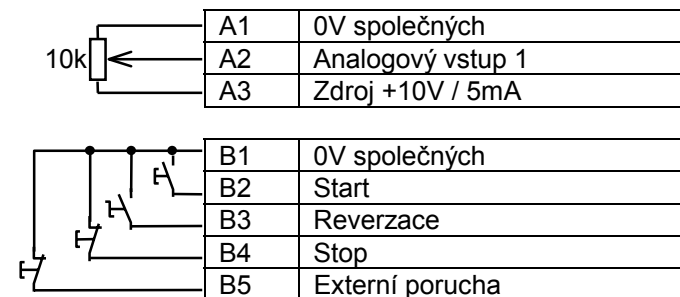 A1 0V společných
10k A2 Analogový vstup 1
A3 Zdroj +10V / 5mA
B1 0V společných
B2 Start
B3 Reverzace
B4 Stop
B5 Externí porucha